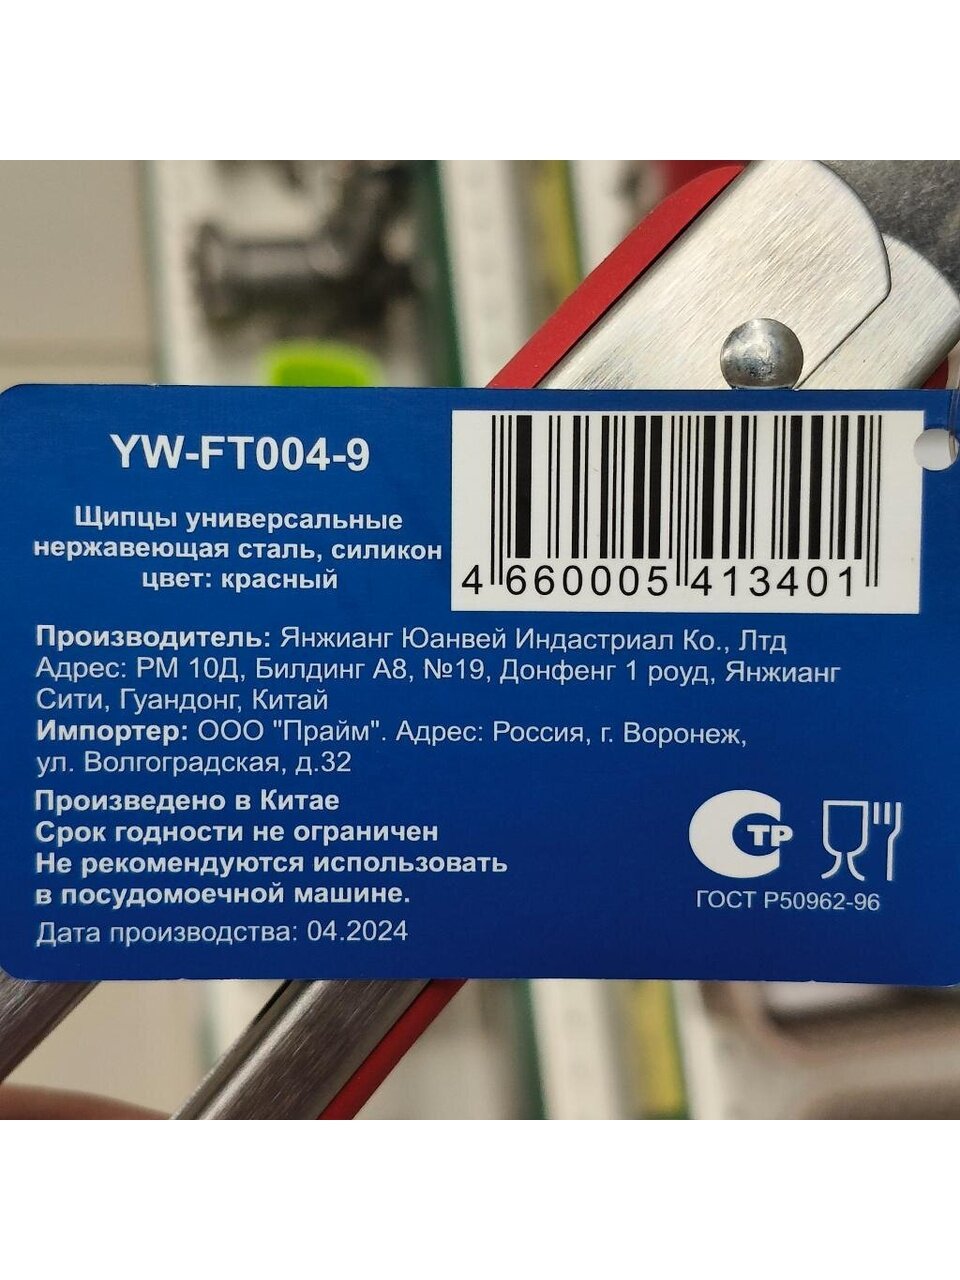 YW-FT004-9
Щипцы универсальные
нержавеющая сталь, силикон
цвет: красный
4 660005 413401
Производитель: Янжианг Юанвей Индастриал Ко., Лтд
Адрес: РМ 10Д, Билдинг А8, №19, Донфенг 1 роуд, Янжианг
Сити, Гуандонг, Китай
Импортер: ООО "Прайм". Адрес: Россия, г. Воронеж,
ул. Волгоградская, д.32
Произведено в Китае
Срок годности не ограничен
Не рекомендуются использовать
в посудомоечной машине.
Дата производства: 04.2024
СТР
ГОСТ Р50962-96